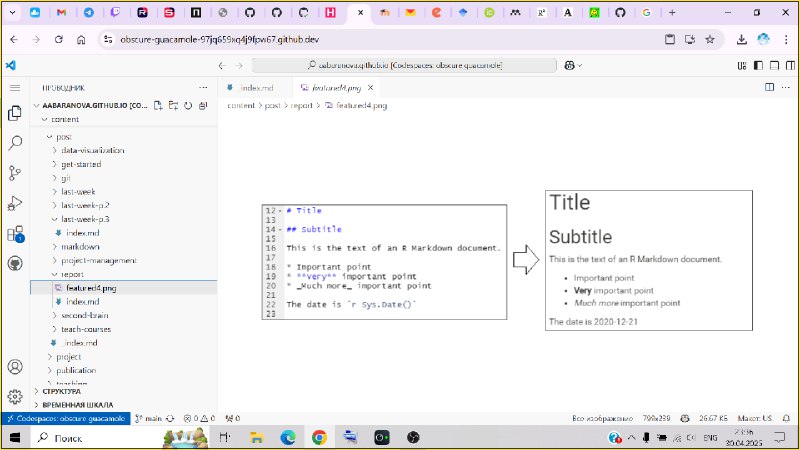 obscure-guacamole-97jq659xq4j9fpw67.github.dev
aabaranova.github.io [Codespaces: obscure guacamole]
ПРОВОДНИК
_index.md
featured4.png
AABARANOVA.GITHUB.IO [CO...
content > post > report > featured4.png
content
post
data-visualization
get-started
git
last-week
last-week-p.2
last-week-p.3
index.md
markdown
project-management
report
featured4.png
index.md
second-brain
teach-courses
_index.md
project
publication
teaching
СТРУКТУРА
ВРЕМЕННАЯ ШКАЛА
12 # Title
13
14 ## Subtitle
15
16 This is the text of an R Markdown document.
17
18 * Important point
19 * **Very** important point
20 * _Much more_ important point
21
22 The date is `r Sys.Date()`
23
Title
Subtitle
This is the text of an R Markdown document.
• Important point
• Very important point
• Much more important point
The date is 2020-12-21
Codespaces: obscure guacamole
main
0 0
0
Все изображение
799x239
26.67 KB
Макет: US
Поиск
ENG
23:36
30.04.2025